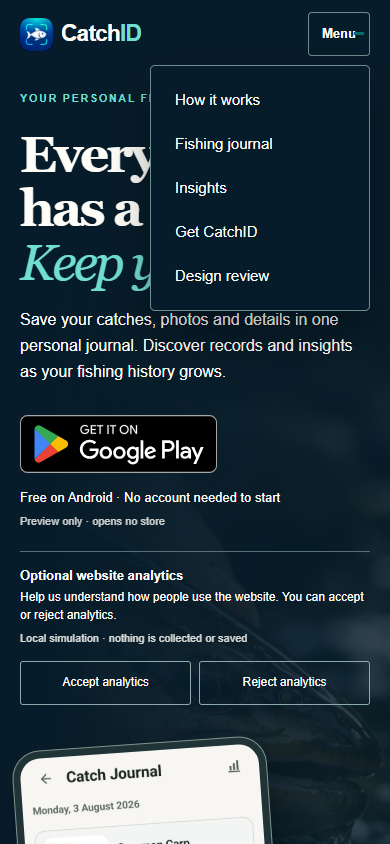 CatchID
Menu
How it works
Fishing journal
Insights
Get CatchID
Design review
YOUR PERSONAL
Every
has a
Keep
Save your catches, photos and details in one
personal journal. Discover records and insights
as your fishing history grows.
GET IT ON
Google Play
Free on Android · No account needed to start
Preview only · opens no store
Optional website analytics
Help us understand how people use the website. You can accept
or reject analytics.
Local simulation · nothing is collected or saved
Accept analytics
Reject analytics
Catch Journal
Monday, 3 August 2026
Carp